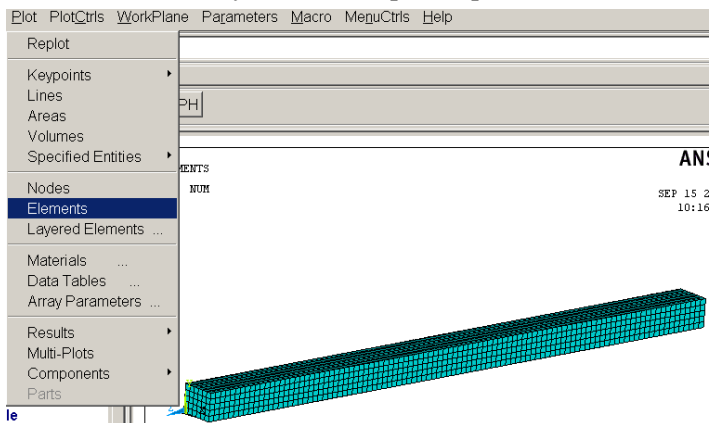 Plot PlotCtrls WorkPlane Parameters Macro MenuCtrls Help
Replot
Keypoints
Lines
Areas
Volumes
Specified Entities
Nodes
Elements
Layered Elements ...
Materials ...
Data Tables ...
Array Parameters ...
Results
Multi-Plots
Components
Parts
le
PH
MENTS
NUM
ANS
SEP 15 2
10:16
Z